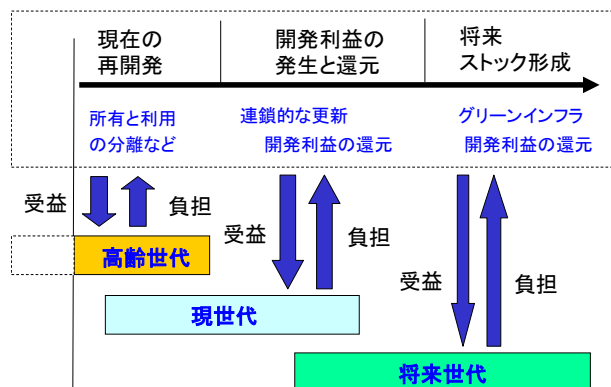 現在の
再開発
開発利益の
発生と還元
将来
ストック形成
所有と利用
の分離など
連鎖的な更新
開発利益の還元
グリーンインフラ
開発利益の還元
受益
負担
高齢世代
受益
負担
現世代
受益
負担
将来世代